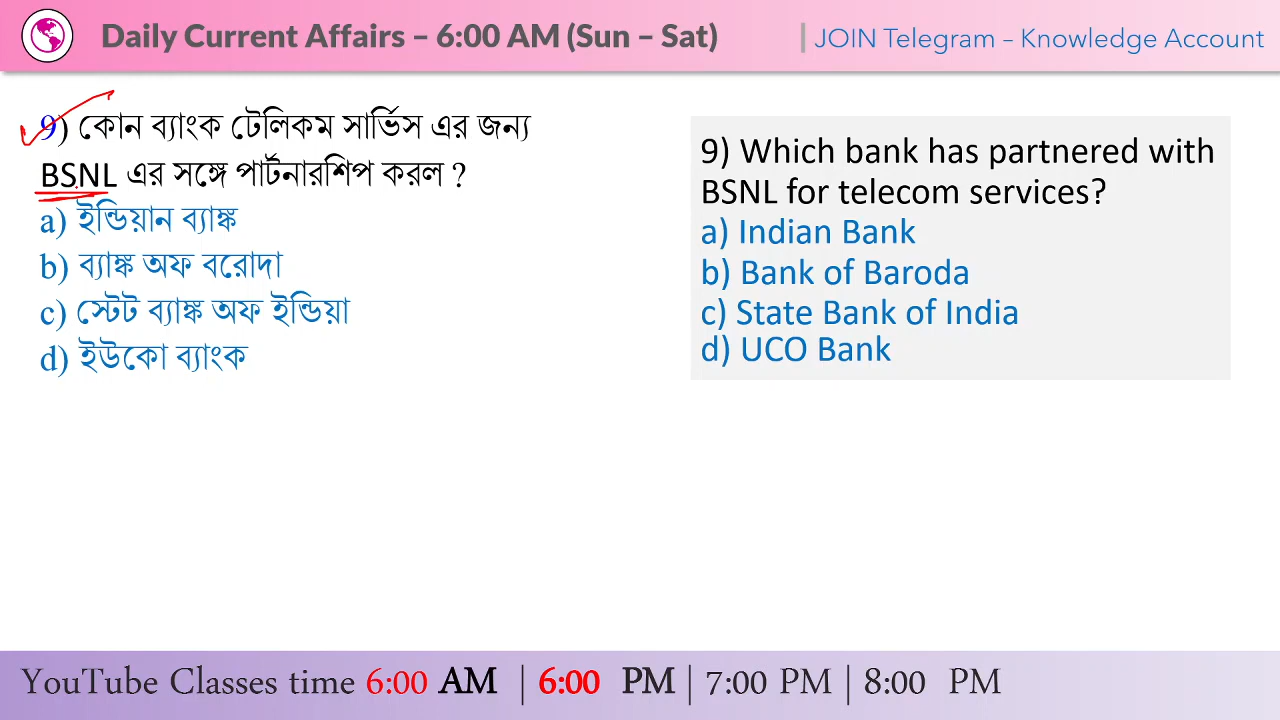 Daily Current Affairs – 6:00 AM (Sun – Sat)
JOIN Telegram – Knowledge Account
9) কোন ব্যাংক টেলিকম সার্ভিস এর জন্য
BSNL এর সঙ্গে পার্টনারশিপ করল ?
a) ইন্ডিয়ান ব্যাঙ্ক
b) ব্যাঙ্ক অফ বরোদা
c) স্টেট ব্যাঙ্ক অফ ইন্ডিয়া
d) ইউকো ব্যাংক
9) Which bank has partnered with
BSNL for telecom services?
a) Indian Bank
b) Bank of Baroda
c) State Bank of India
d) UCO Bank
YouTube Classes time 6:00 AM | 6:00 PM | 7:00 PM | 8:00 PM